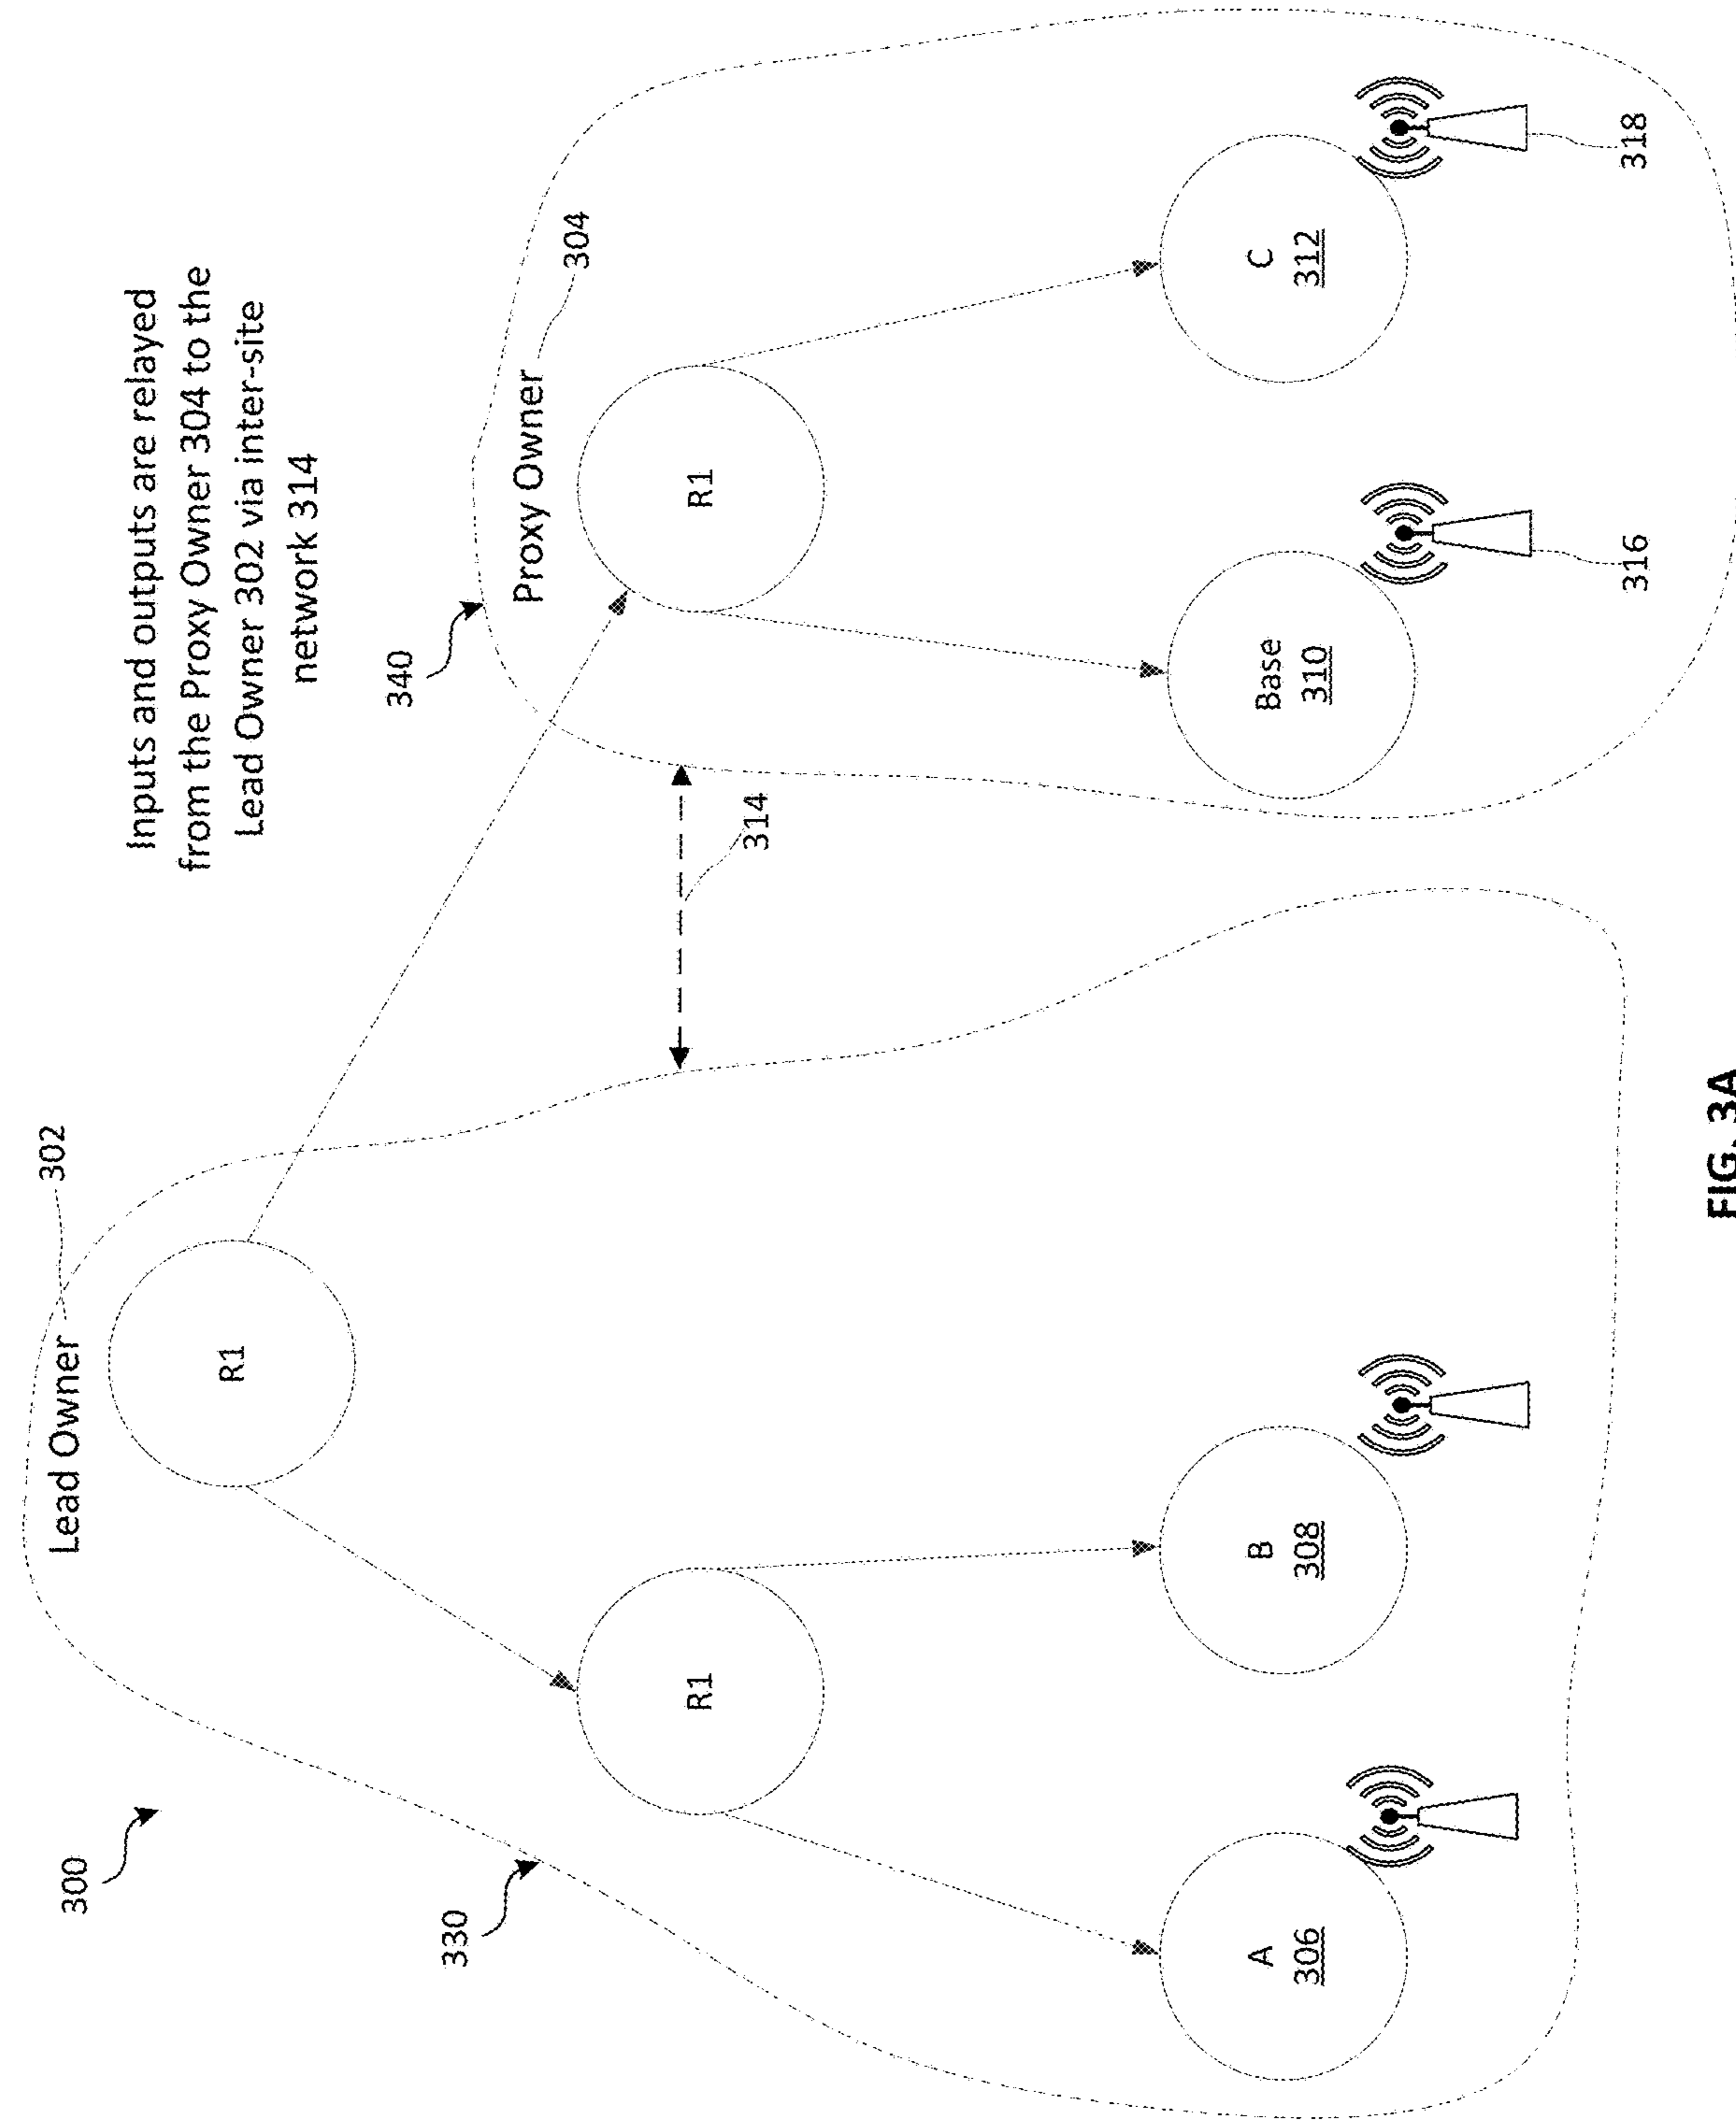 300
Lead Owner
302
Inputs and outputs are relayed
from the Proxy Owner 304 to the
Lead Owner 302 via inter-site
network 314
R1
330
340
Proxy Owner
304
R1
R1
314
A
306
B
308
Base
310
C
312
316
318
FIG. 3A